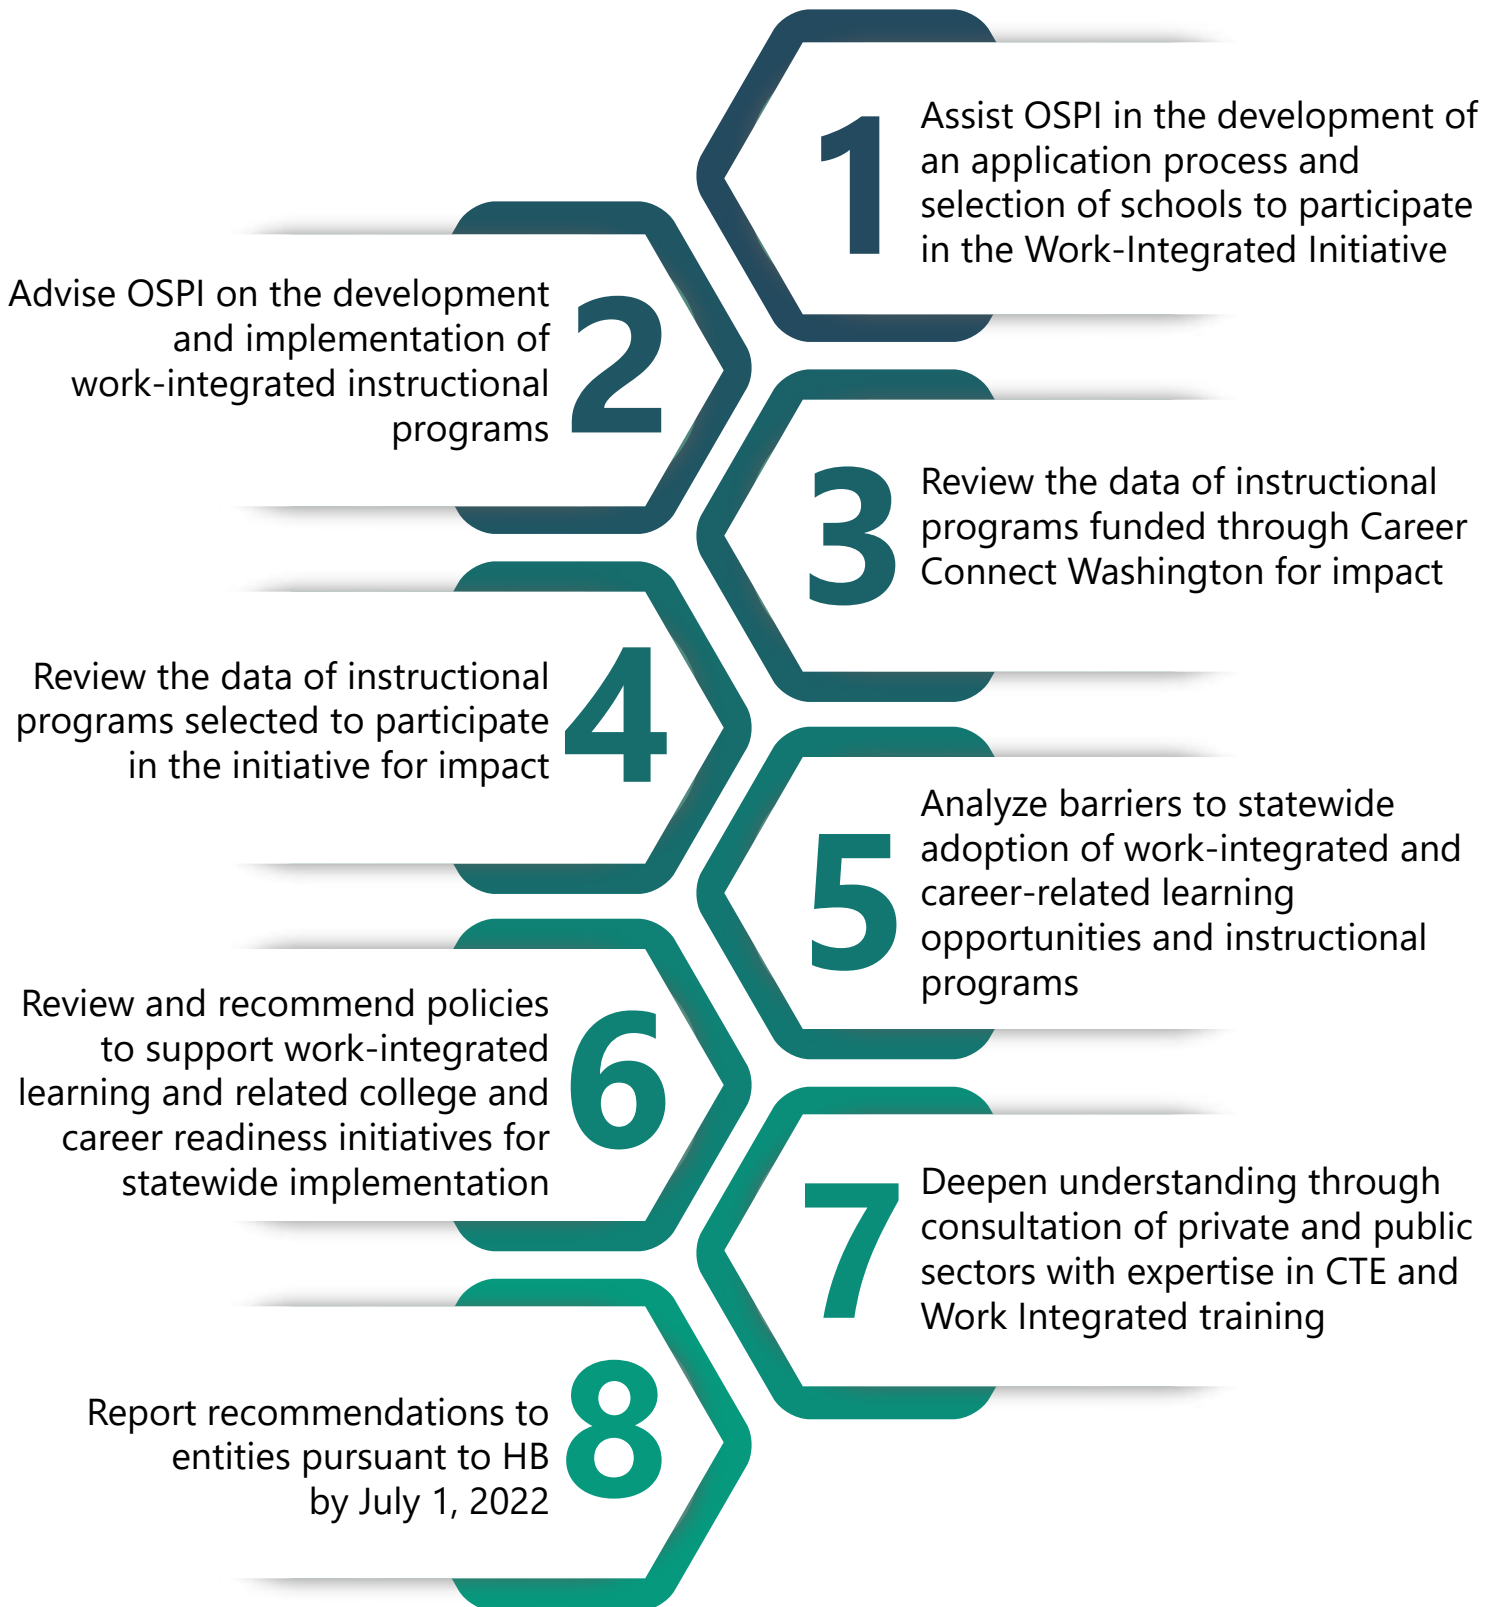 1
Assist OSPI in the development of
an application process and
selection of schools to participate
in the Work-Integrated Initiative
2
Advise OSPI on the development
and implementation of
work-integrated instructional
programs
3
Review the data of instructional
programs funded through Career
Connect Washington for impact
4
Review the data of instructional
programs selected to participate
in the initiative for impact
5
Analyze barriers to statewide
adoption of work-integrated and
career-related learning
opportunities and instructional
programs
6
Review and recommend policies
to support work-integrated
learning and related college and
career readiness initiatives for
statewide implementation
7
Deepen understanding through
consultation of private and public
sectors with expertise in CTE and
Work Integrated training
8
Report recommendations to
entities pursuant to HB
by July 1, 2022